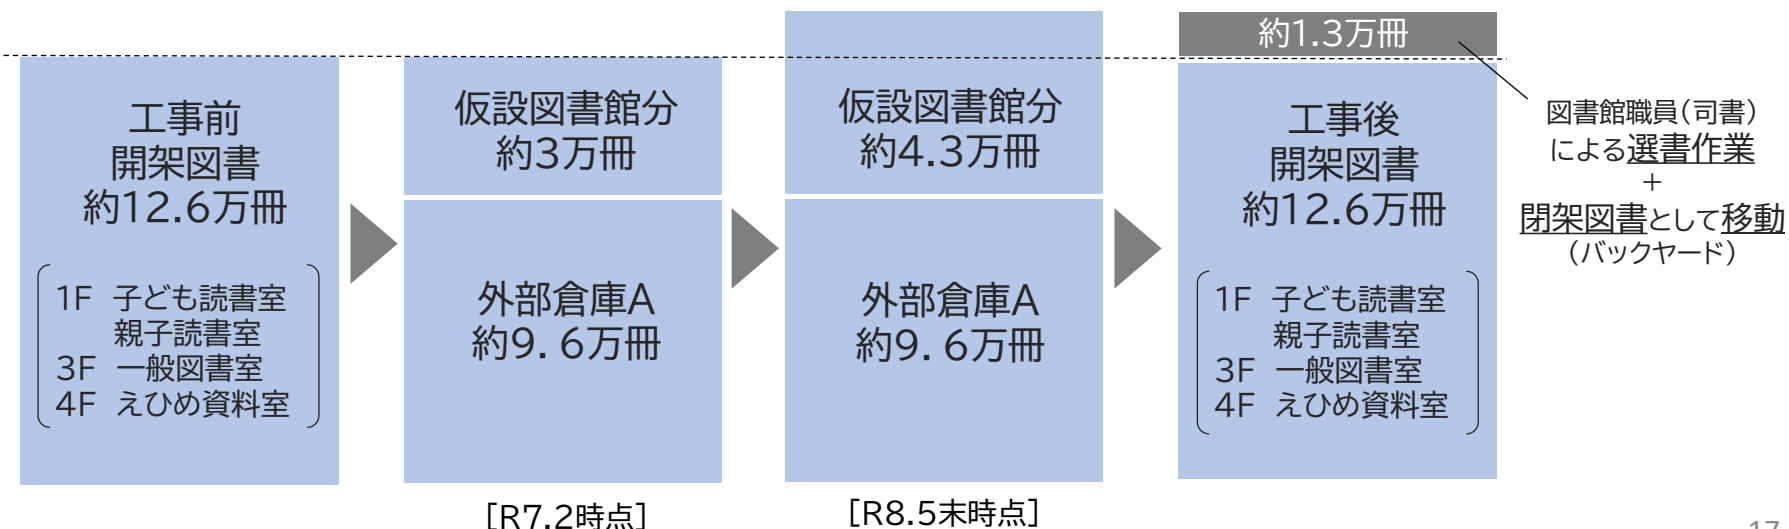 工事前
開架図書
約12.6万冊
1F 子ども読書室
親子読書室
3F 一般図書室
4F えひめ資料室
仮設図書館分
約3万冊
外部倉庫A
約9.6万冊
[R7.2時点]
仮設図書館分
約4.3万冊
外部倉庫A
約9.6万冊
[R8.5末時点]
約1.3万冊
工事後
開架図書
約12.6万冊
1F 子ども読書室
親子読書室
3F 一般図書室
4F えひめ資料室
図書館職員(司書)
による選書作業
+
閉架図書として移動
(バックヤード)
17